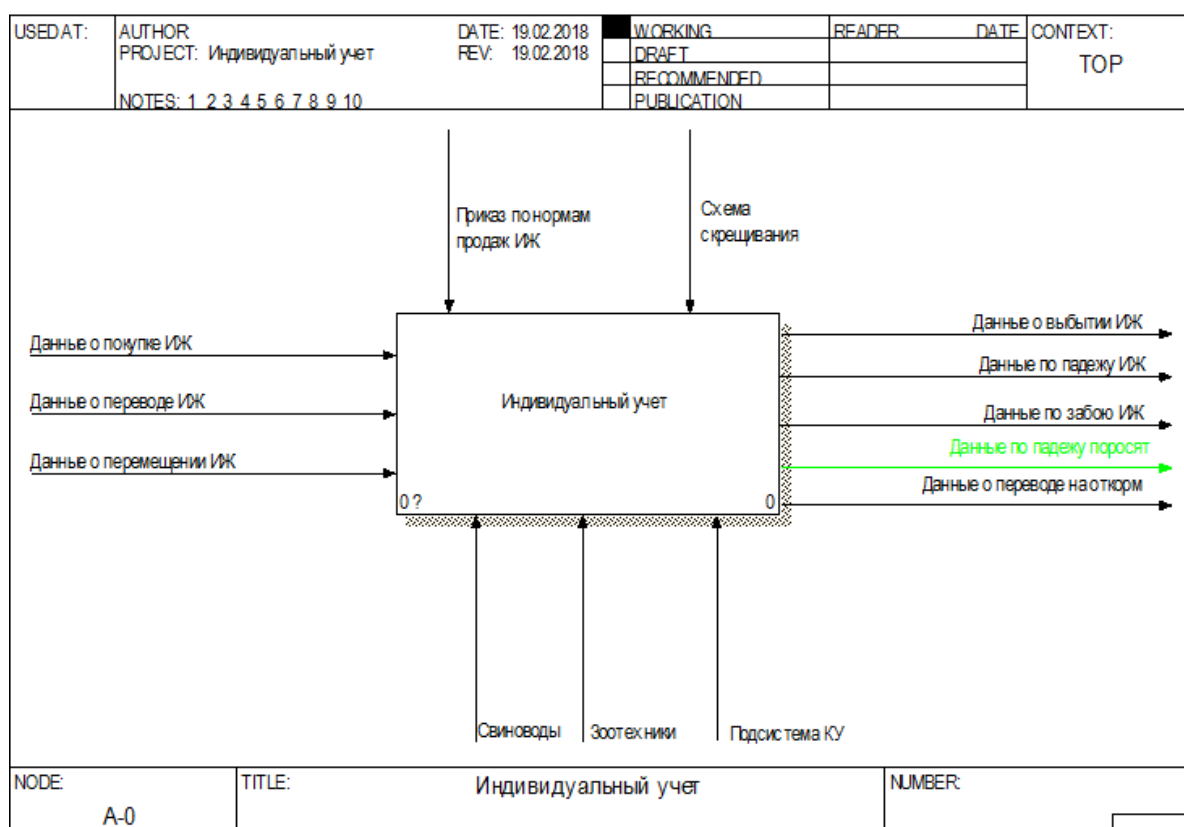 USED AT:
AUTHOR:
DATE: 19.02.2018
PROJECT: Индивидуальный учет
REV: 19.02.2018
NOTES: 1 2 3 4 5 6 7 8 9 10
WORKING
DRAFT
RECOMMENDED
PUBLICATION
READER
DATE
CONTEXT:
TOP
Приказ по нормам
продаж ИЖ
Схема
скрещивания
Данные о покупке ИЖ
Данные о переводе ИЖ
Данные о перемещении ИЖ
Индивидуальный учет
0 ?
0
Данные о выбытии ИЖ
Данные по падежу ИЖ
Данные по забою ИЖ
Данные по падежу поросят
Данные о переводе на откорм
Свиноводы
Зоотехники
Подсистема КУ
NODE:
A-0
TITLE:
Индивидуальный учет
NUMBER: